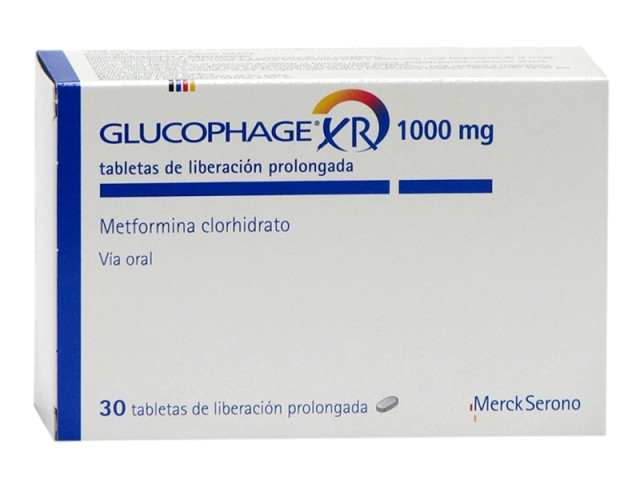 GLUCOPHAGE® XR 1000 mg
tabletas de liberación prolongada
Metformina clorhidrato
Vía oral
30 tabletas de liberación prolongada
MerckSerono